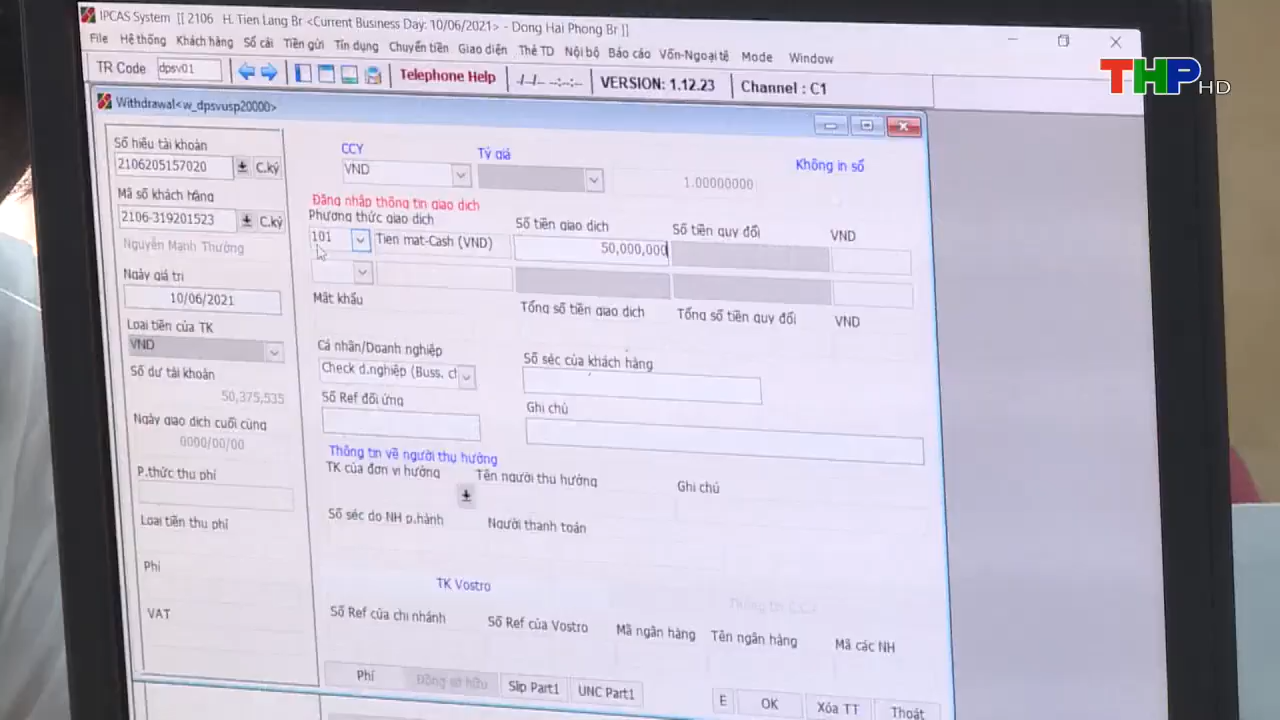 IPCAS System [[ 2106 H. Tien Lang Br <Current Business Day: 10/06/2021> - Dong Hai Phong Br ]]
File Hệ thống Khách hàng Sổ cái Tiền gửi Tín dụng Chuyển tiền Giao diện Thẻ TD Nội bộ Báo cáo Vốn-Ngoại tệ Mode Window
TR Code dpsv01 Telephone Help -/-/-- --:--:-- VERSION: 1.12.23 Channel : C1
THP HD
Withdrawal<w_dpsvusp20000>
Số hiệu tài khoản
2106205157020 C.ký
Mã số khách hàng
2106-319201523 C.ký
Nguyễn Mạnh Thường
Ngày giá trị
10/06/2021
Loại tiền của TK
VND
Số dư tài khoản
50,375,535
Ngày giao dịch cuối cùng
0000/00/00
P.thức thu phí
Loại tiền thu phí
Phí
VAT
CCY Tỷ giá Không in sổ
VND 1.00000000
Đăng nhập thông tin giao dịch
Phương thức giao dịch Số tiền giao dịch Số tiền quy đổi VND
101 Tien mat-Cash (VND) 50,000,000
Mật khẩu Tổng số tiền giao dịch Tổng số tiền quy đổi VND
Cá nhân/Doanh nghiệp Số séc của khách hàng
Check d.nghiệp (Buss. ch
Số Ref đối ứng Ghi chú
Thông tin về người thụ hưởng
TK của đơn vị hưởng Tên người thụ hưởng Ghi chú
Số séc do NH p.hành Người thanh toán
TK Vostro
Số Ref của chi nhánh Số Ref của Vostro Mã ngân hàng Tên ngân hàng Mã các NH
Phí Đồng sở hữu Slip Part1 UNC Part1 E OK Xóa TT Thoát